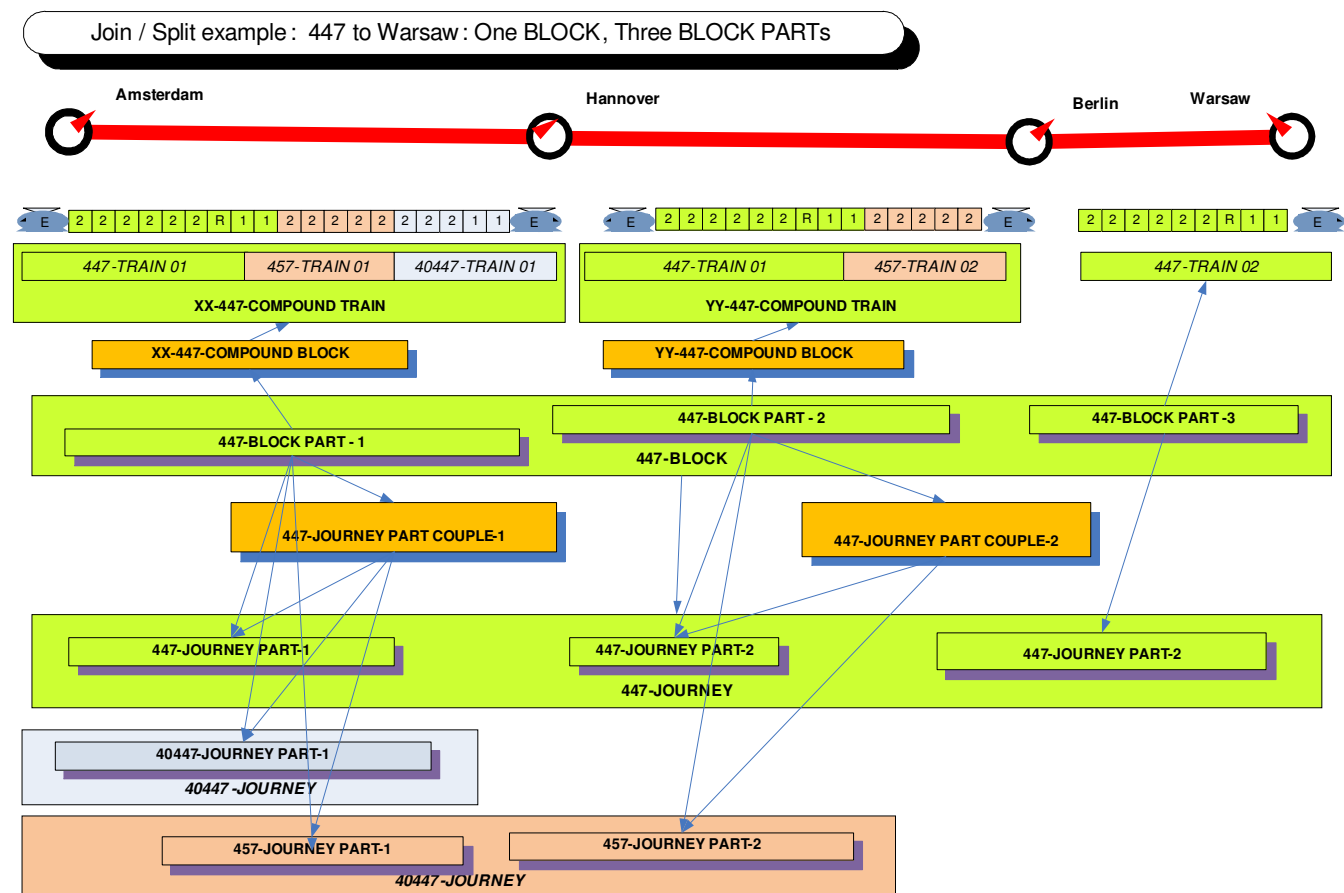 Join / Split example : 447 to Warsaw : One BLOCK, Three BLOCK PARTs
Amsterdam
Hannover
Berlin
Warsaw
E 2 2 2 2 2 2 R 1 1 2 2 2 2 2 2 2 2 1 1 E
E 2 2 2 2 2 2 R 1 1 2 2 2 2 2 E
2 2 2 2 2 2 R 1 1 E
447-TRAIN 01 457-TRAIN 01 40447-TRAIN 01
447-TRAIN 01 457-TRAIN 02
447-TRAIN 02
XX-447-COMPOUND TRAIN
YY-447-COMPOUND TRAIN
XX-447-COMPOUND BLOCK
YY-447-COMPOUND BLOCK
447-BLOCK PART - 1
447-BLOCK PART - 2
447-BLOCK PART -3
447-BLOCK
447-JOURNEY PART COUPLE-1
447-JOURNEY PART COUPLE-2
447-JOURNEY PART-1
447-JOURNEY PART-2
447-JOURNEY PART-2
447-JOURNEY
40447-JOURNEY PART-1
40447-JOURNEY
457-JOURNEY PART-1
457-JOURNEY PART-2
40447-JOURNEY